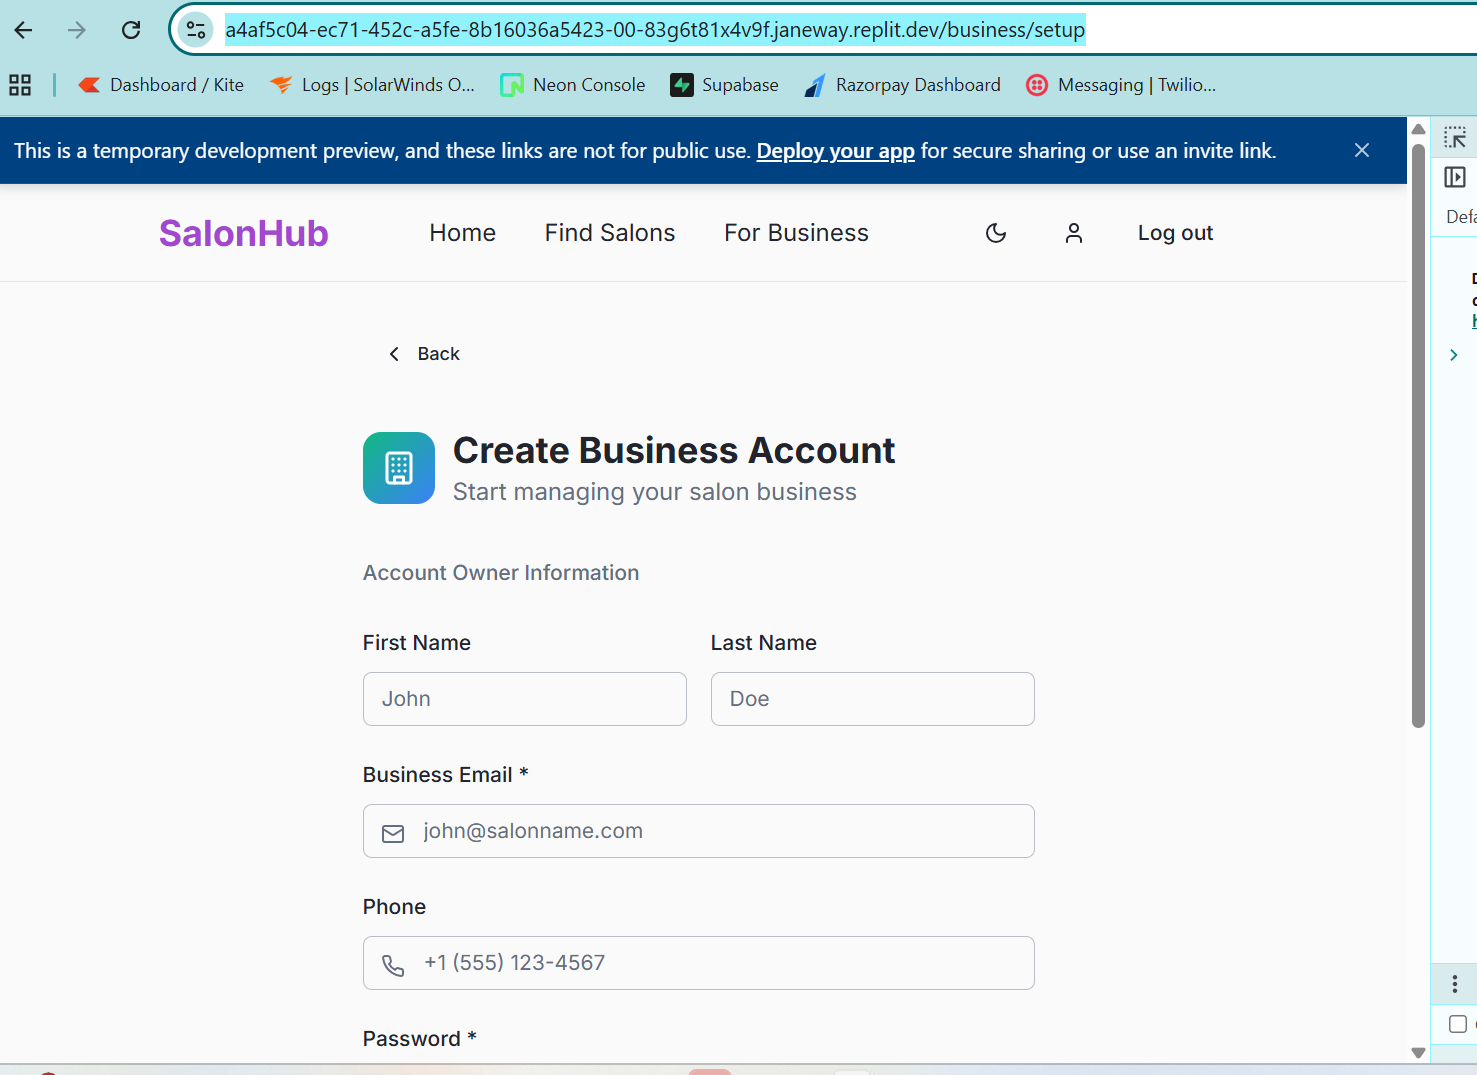 a4af5c04-ec71-452c-a5fe-8b16036a5423-00-83g6t81x4v9f.janeway.replit.dev/business/setup
Dashboard / Kite
Logs | SolarWinds O...
Neon Console
Supabase
Razorpay Dashboard
Messaging | Twilio...
This is a temporary development preview, and these links are not for public use. Deploy your app for secure sharing or use an invite link.
SalonHub
Home
Find Salons
For Business
Log out
Back
Create Business Account
Start managing your salon business
Account Owner Information
First Name
Last Name
John
Doe
Business Email *
john@salonname.com
Phone
+1 (555) 123-4567
Password *